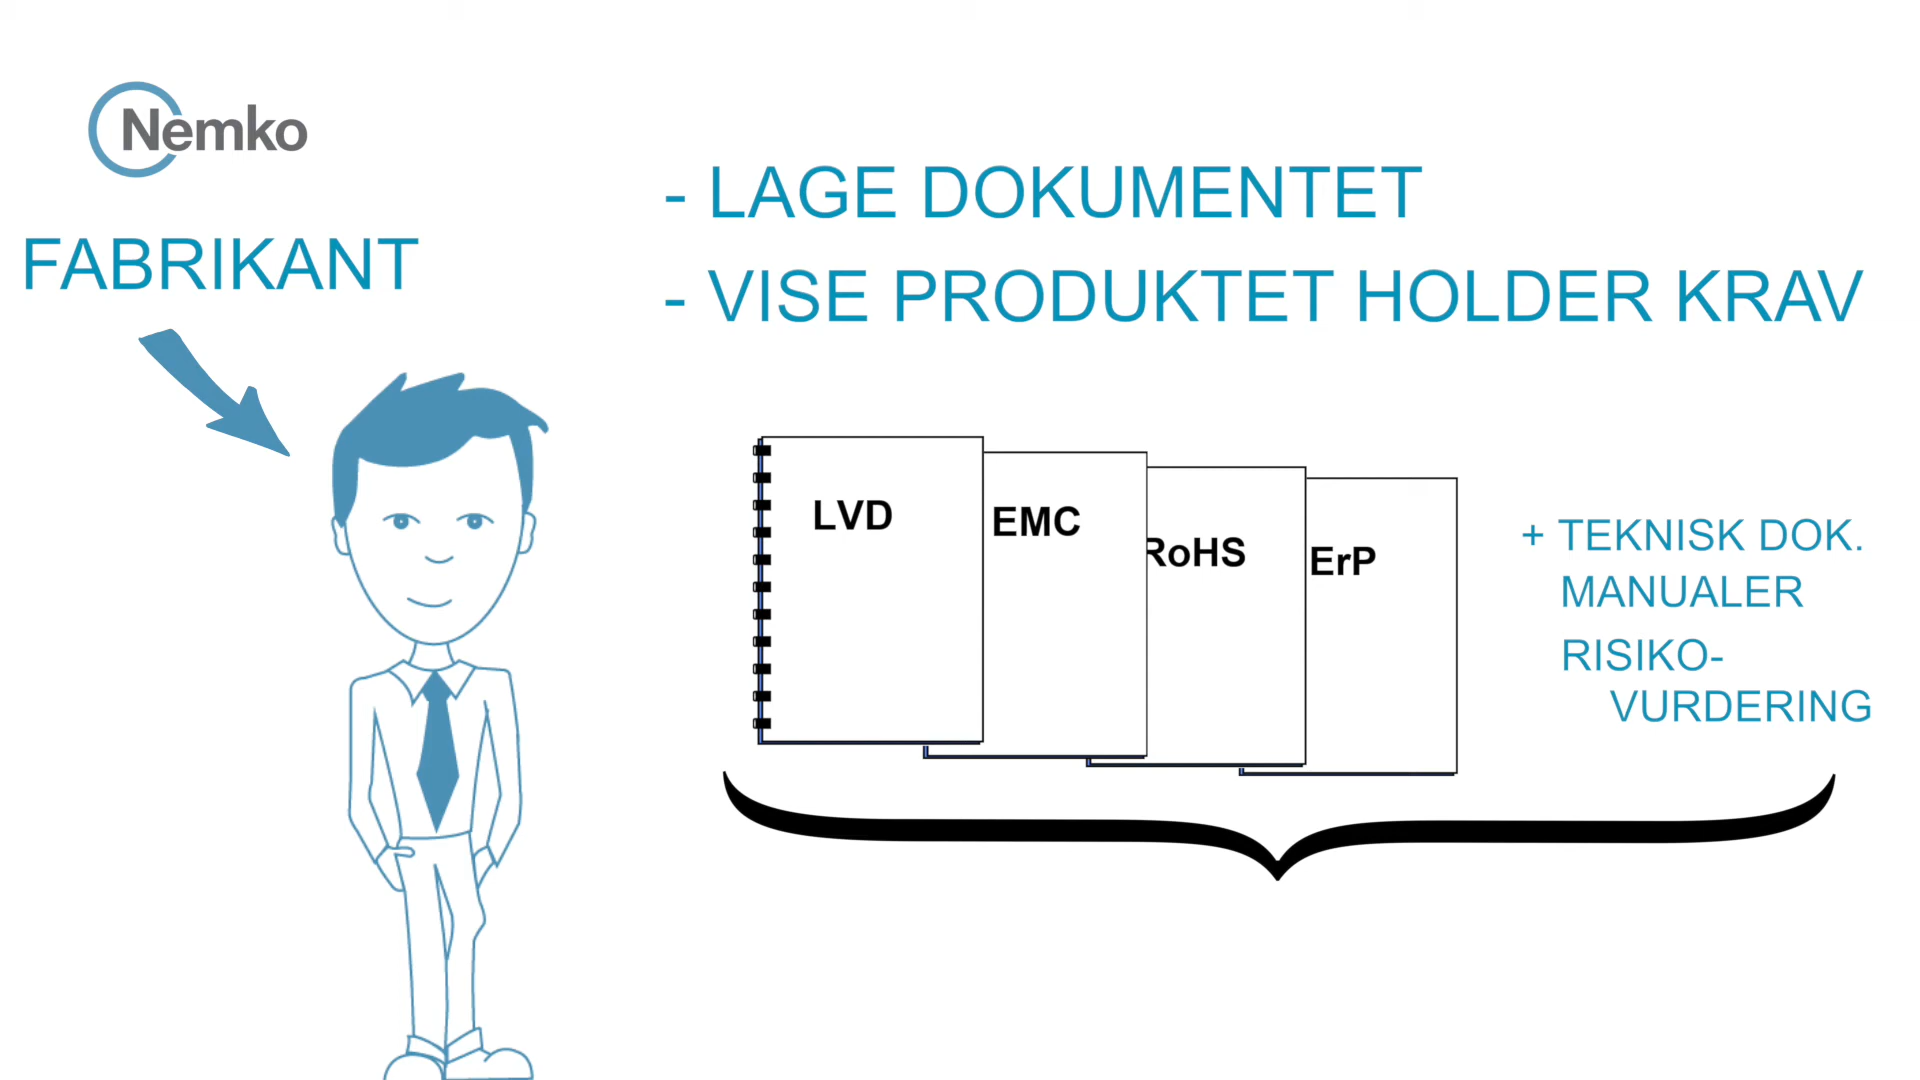 Nemko
FABRIKANT
- LAGE DOKUMENTET
- VISE PRODUKTET HOLDER KRAV
LVD
EMC
RoHS
ErP
+ TEKNISK DOK.
MANUALER
RISIKO-
VURDERING